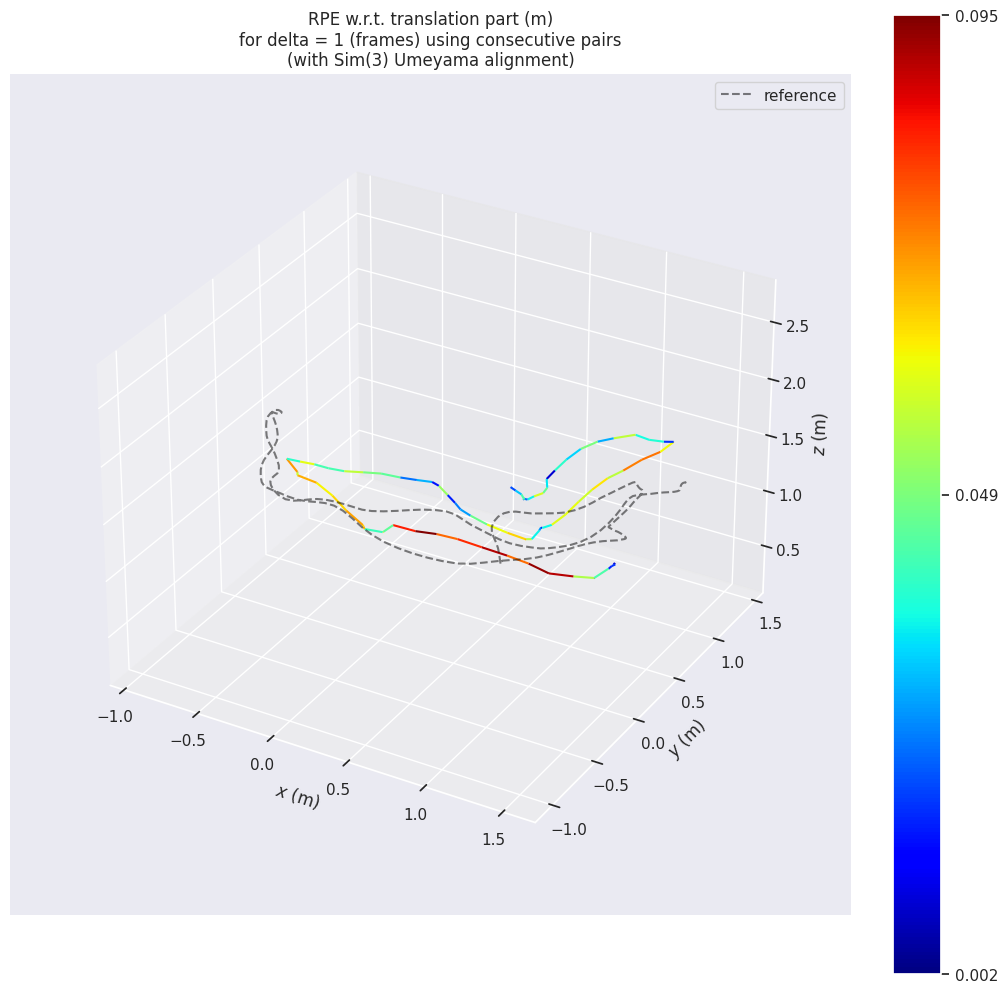 RPE w.r.t. translation part (m)
for delta = 1 (frames) using consecutive pairs
(with Sim(3) Umeyama alignment)
reference
0.095
0.049
0.002
2.5
2.0
1.5
1.0
0.5
z (m)
1.5
1.0
0.5
0.0
−0.5
−1.0
y (m)
−1.0
−0.5
0.0
0.5
1.0
1.5
x (m)